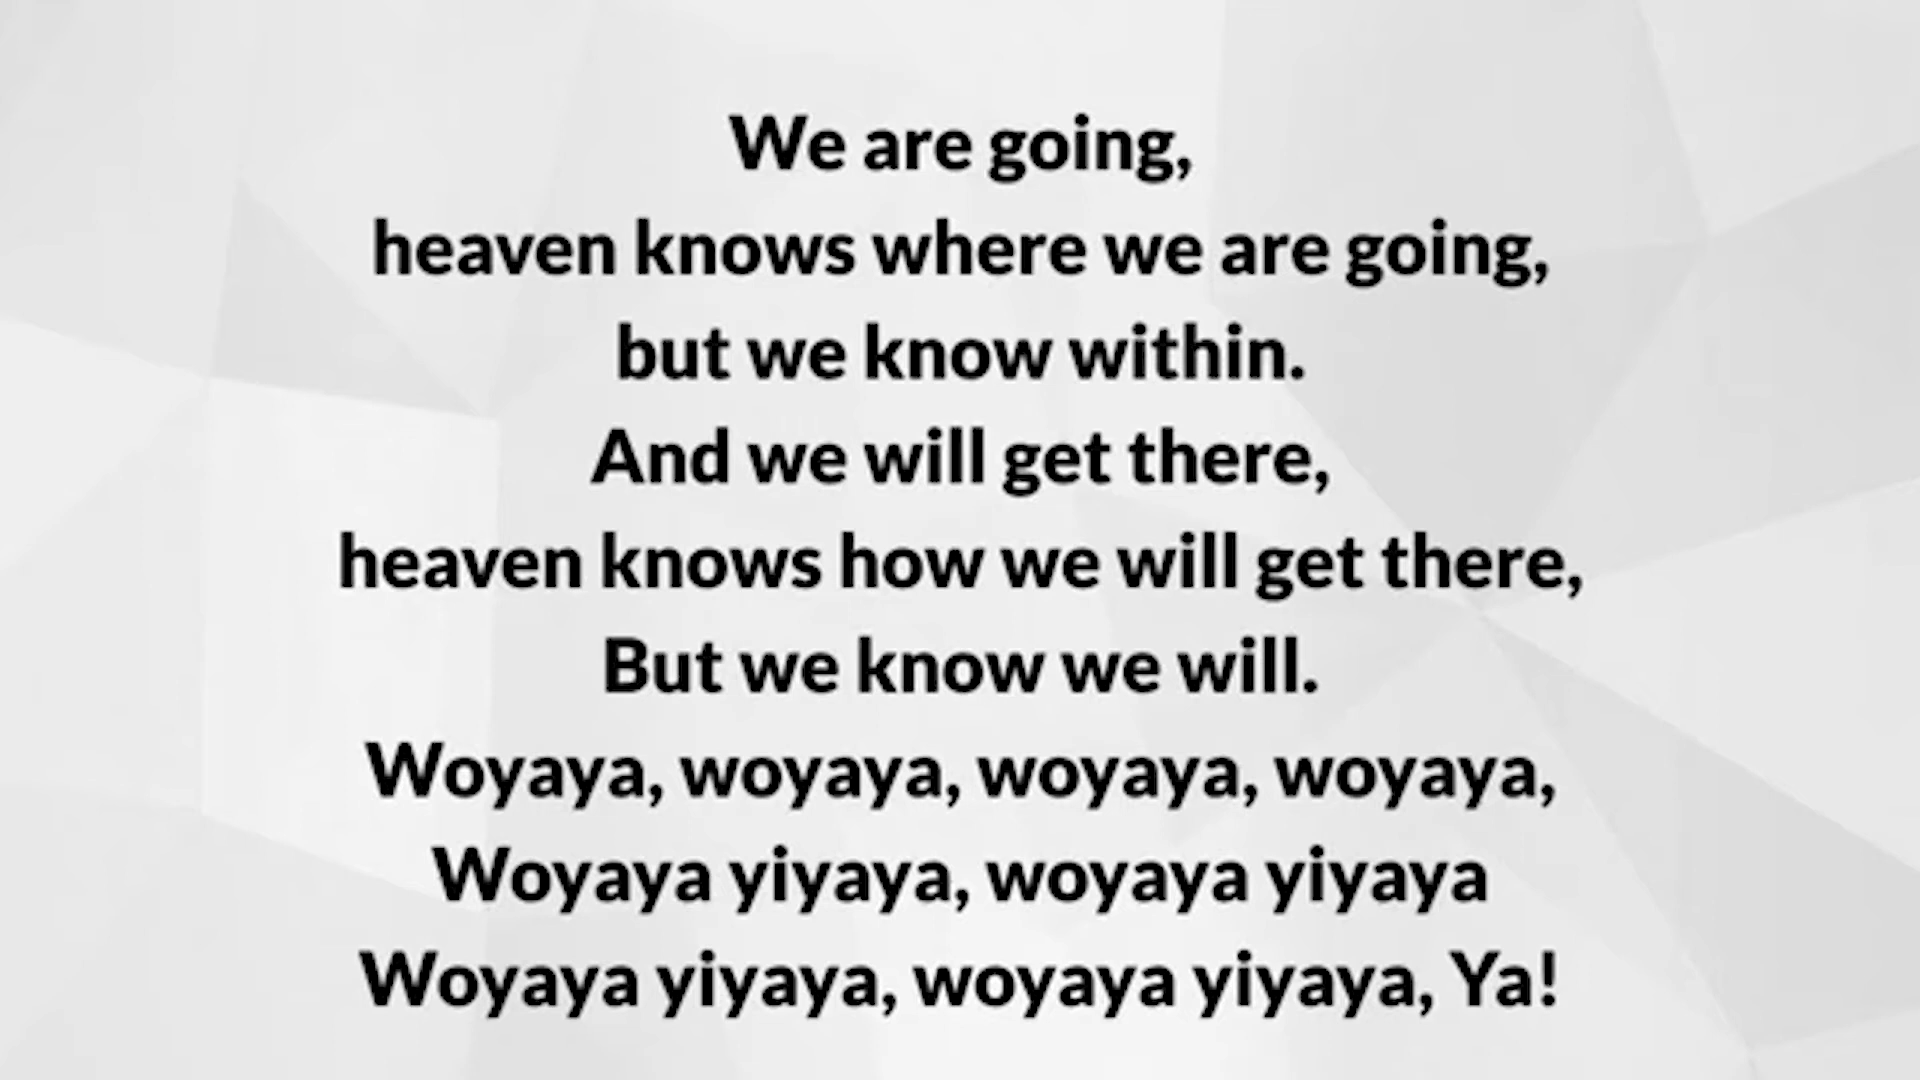 We are going,
heaven knows where we are going,
but we know within.
And we will get there,
heaven knows how we will get there,
But we know we will.
Woyaya, woyaya, woyaya, woyaya,
Woyaya yiyaya, woyaya yiyaya
Woyaya yiyaya, woyaya yiyaya, Ya!